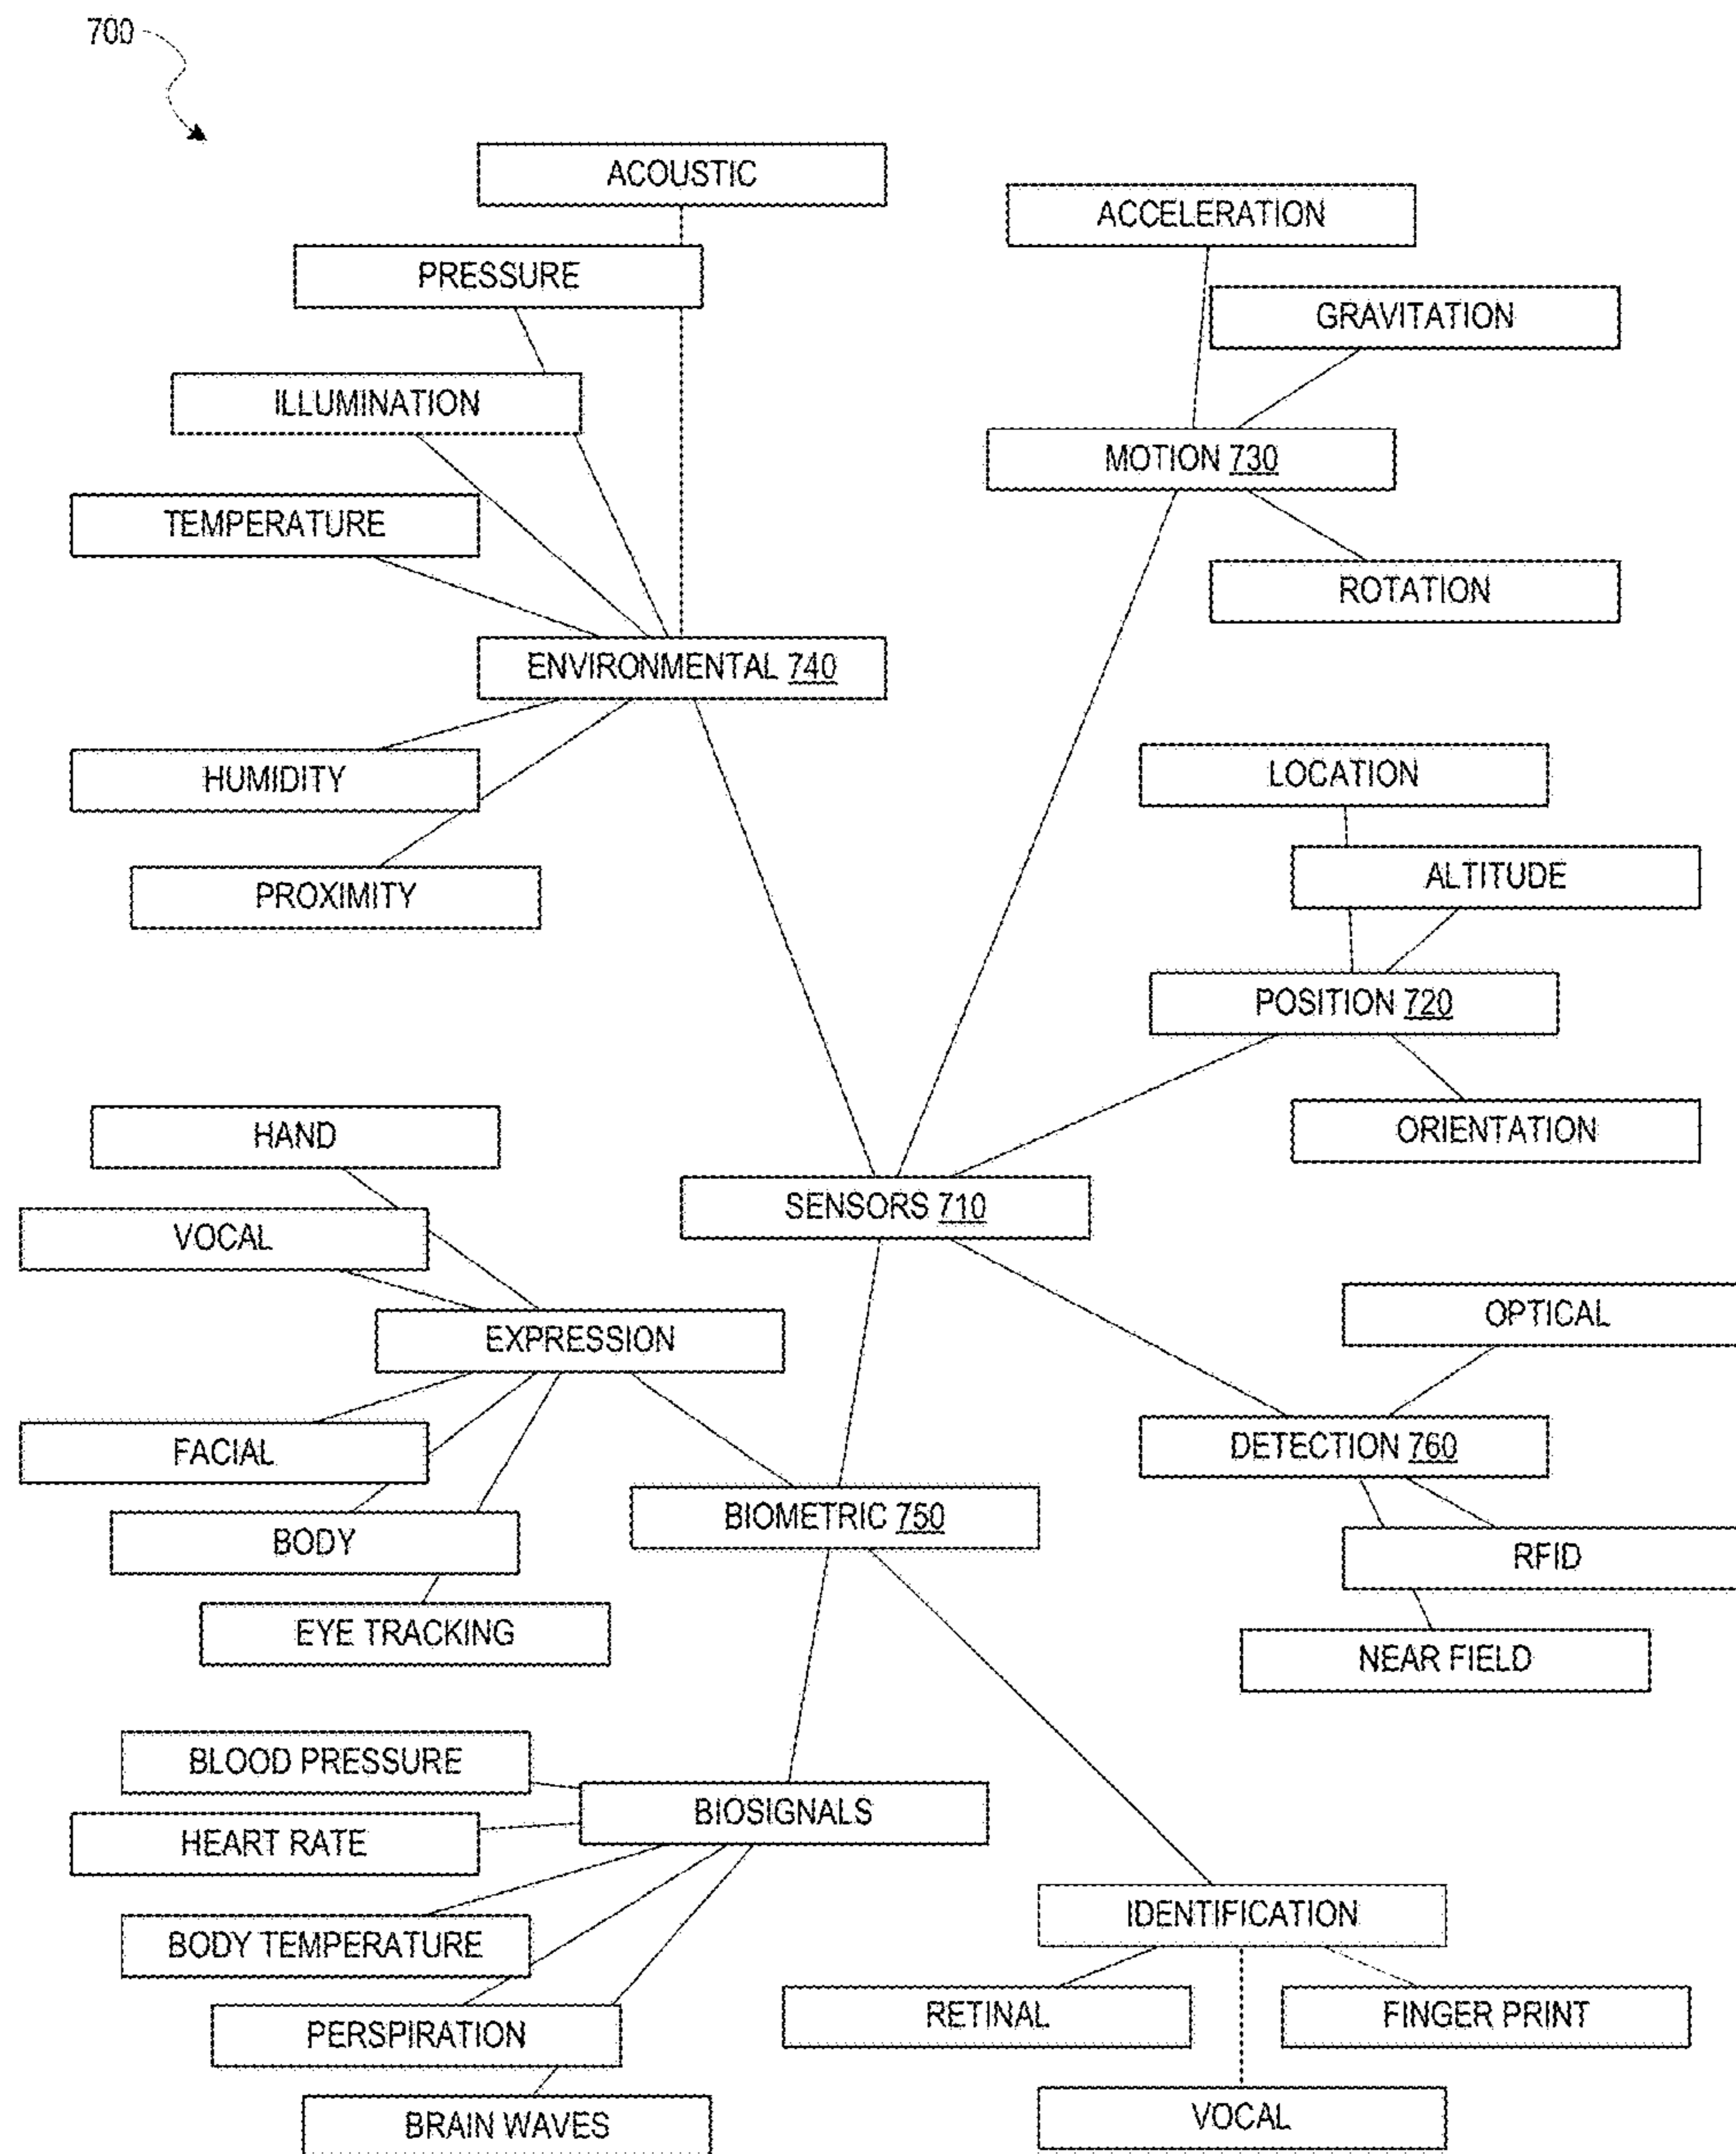 700
ACOUSTIC
ACCELERATION
PRESSURE
GRAVITATION
ILLUMINATION
MOTION 730
TEMPERATURE
ROTATION
ENVIRONMENTAL 740
LOCATION
HUMIDITY
ALTITUDE
PROXIMITY
POSITION 720
HAND
ORIENTATION
SENSORS 710
VOCAL
OPTICAL
EXPRESSION
FACIAL
DETECTION 760
BIOMETRIC 750
BODY
RFID
EYE TRACKING
NEAR FIELD
BLOOD PRESSURE
BIOSIGNALS
HEART RATE
IDENTIFICATION
BODY TEMPERATURE
RETINAL
FINGER PRINT
PERSPIRATION
VOCAL
BRAIN WAVES